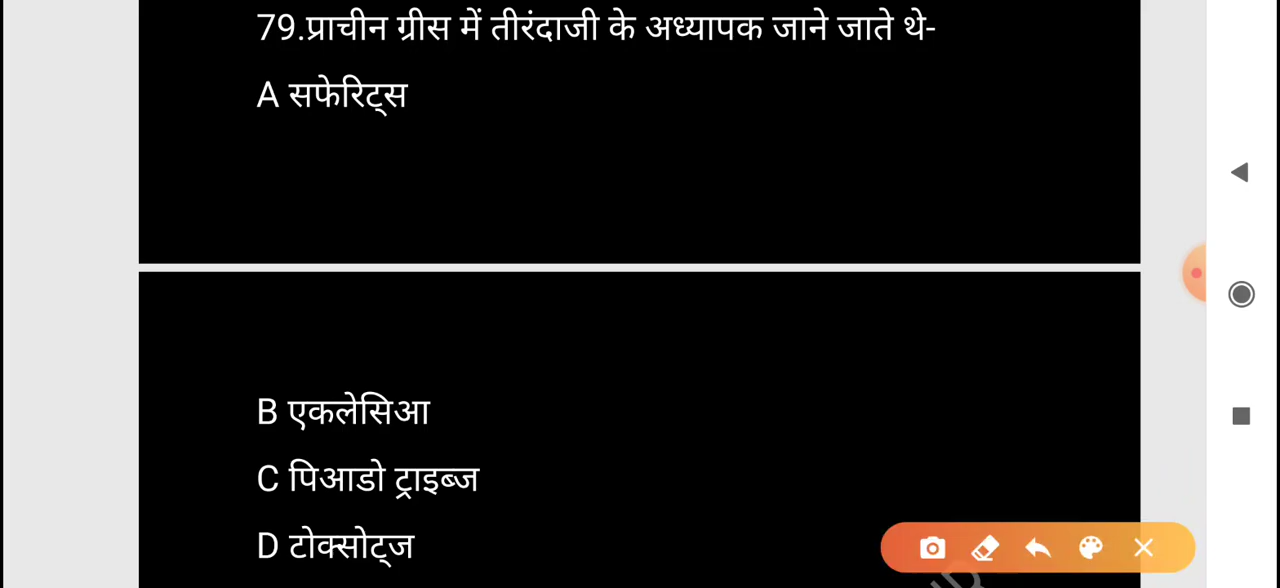 79.प्राचीन ग्रीस में तीरंदाजी के अध्यापक जाने जाते थे-
A सफेरिट्स
B एकलेसिआ
C पिआडो ट्राइब्ज
D टोक्सोट्ज